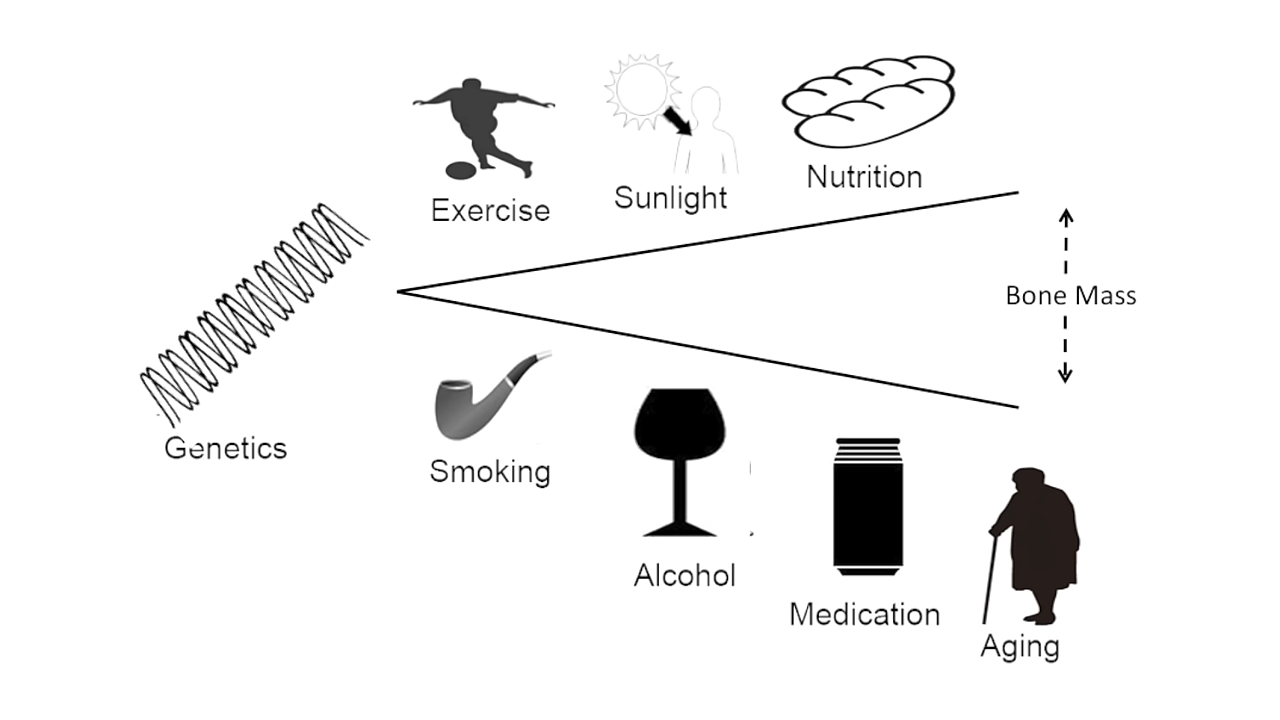 Exercise
Sunlight
Nutrition
Bone Mass
Genetics
Smoking
Alcohol
Medication
Aging